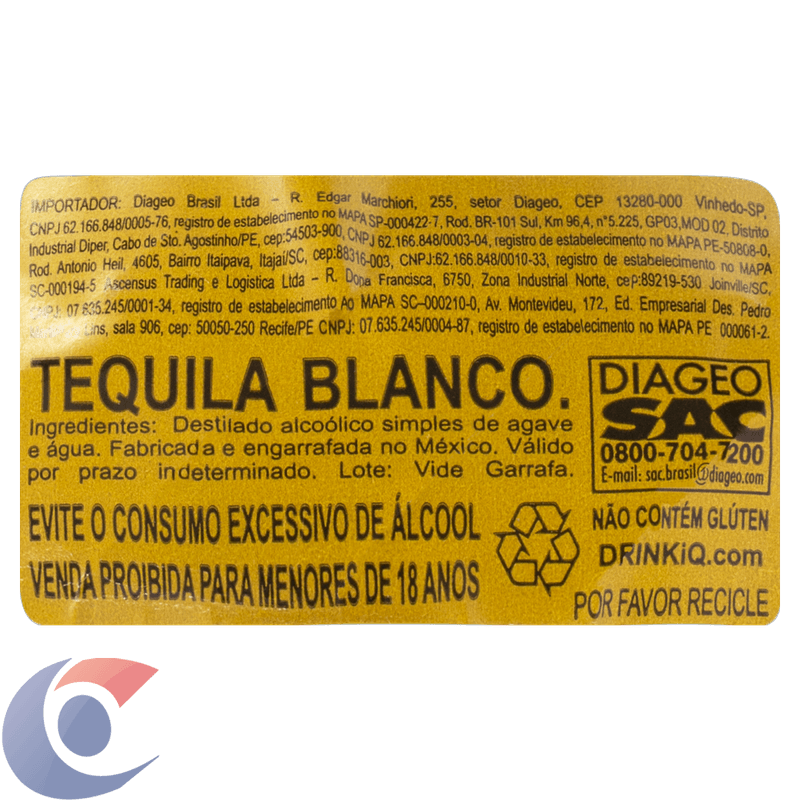 IMPORTADOR: Diageo Brasil Ltda – R. Edgar Marchiori, 255, setor Diageo, CEP 13280-000 Vinhedo-SP,
CNPJ 62.166.848/0005-76, registro de estabelecimento no MAPA SP-000422-7, Rod. BR-101 Sul, Km 96,4, n°5.225, GP03,MOD 02, Distrito
Industrial Diper, Cabo de Sto. Agostinho/PE, cep:54503-900, CNPJ 62.166.848/0003-04, registro de estabelecimento no MAPA PE-50808-0,
Rod. Antonio Heil, 4605, Bairro Itaipava, Itajaí/SC, cep:88316-003, CNPJ:62.166.848/0010-33, registro de estabelecimento no MAPA
SC-000194-5 Ascensus Trading e Logística Ltda – R. Dona Francisca, 6750, Zona Industrial Norte, cep:89219-530 Joinville/SC,
CNPJ: 07.635.245/0001-34, registro de estabelecimento Ao MAPA SC-000210-0, Av. Montevideu, 172, Ed. Empresarial Des. Pedro
Lins, sala 906, cep: 50050-250 Recife/PE CNPJ: 07.635.245/0004-87, registro de estabelecimento no MAPA PE 000061-2.
TEQUILA BLANCO.
Ingredientes: Destilado alcoólico simples de agave
e água. Fabricada e engarrafada no México. Válido
por prazo indeterminado. Lote: Vide Garrafa.
DIAGEO
SAC
0800-704-7200
E-mail: sac.brasil@diageo.com
EVITE O CONSUMO EXCESSIVO DE ÁLCOOL
VENDA PROIBIDA PARA MENORES DE 18 ANOS
NÃO CONTÉM GLÚTEN
DRINKiQ.com
POR FAVOR RECICLE